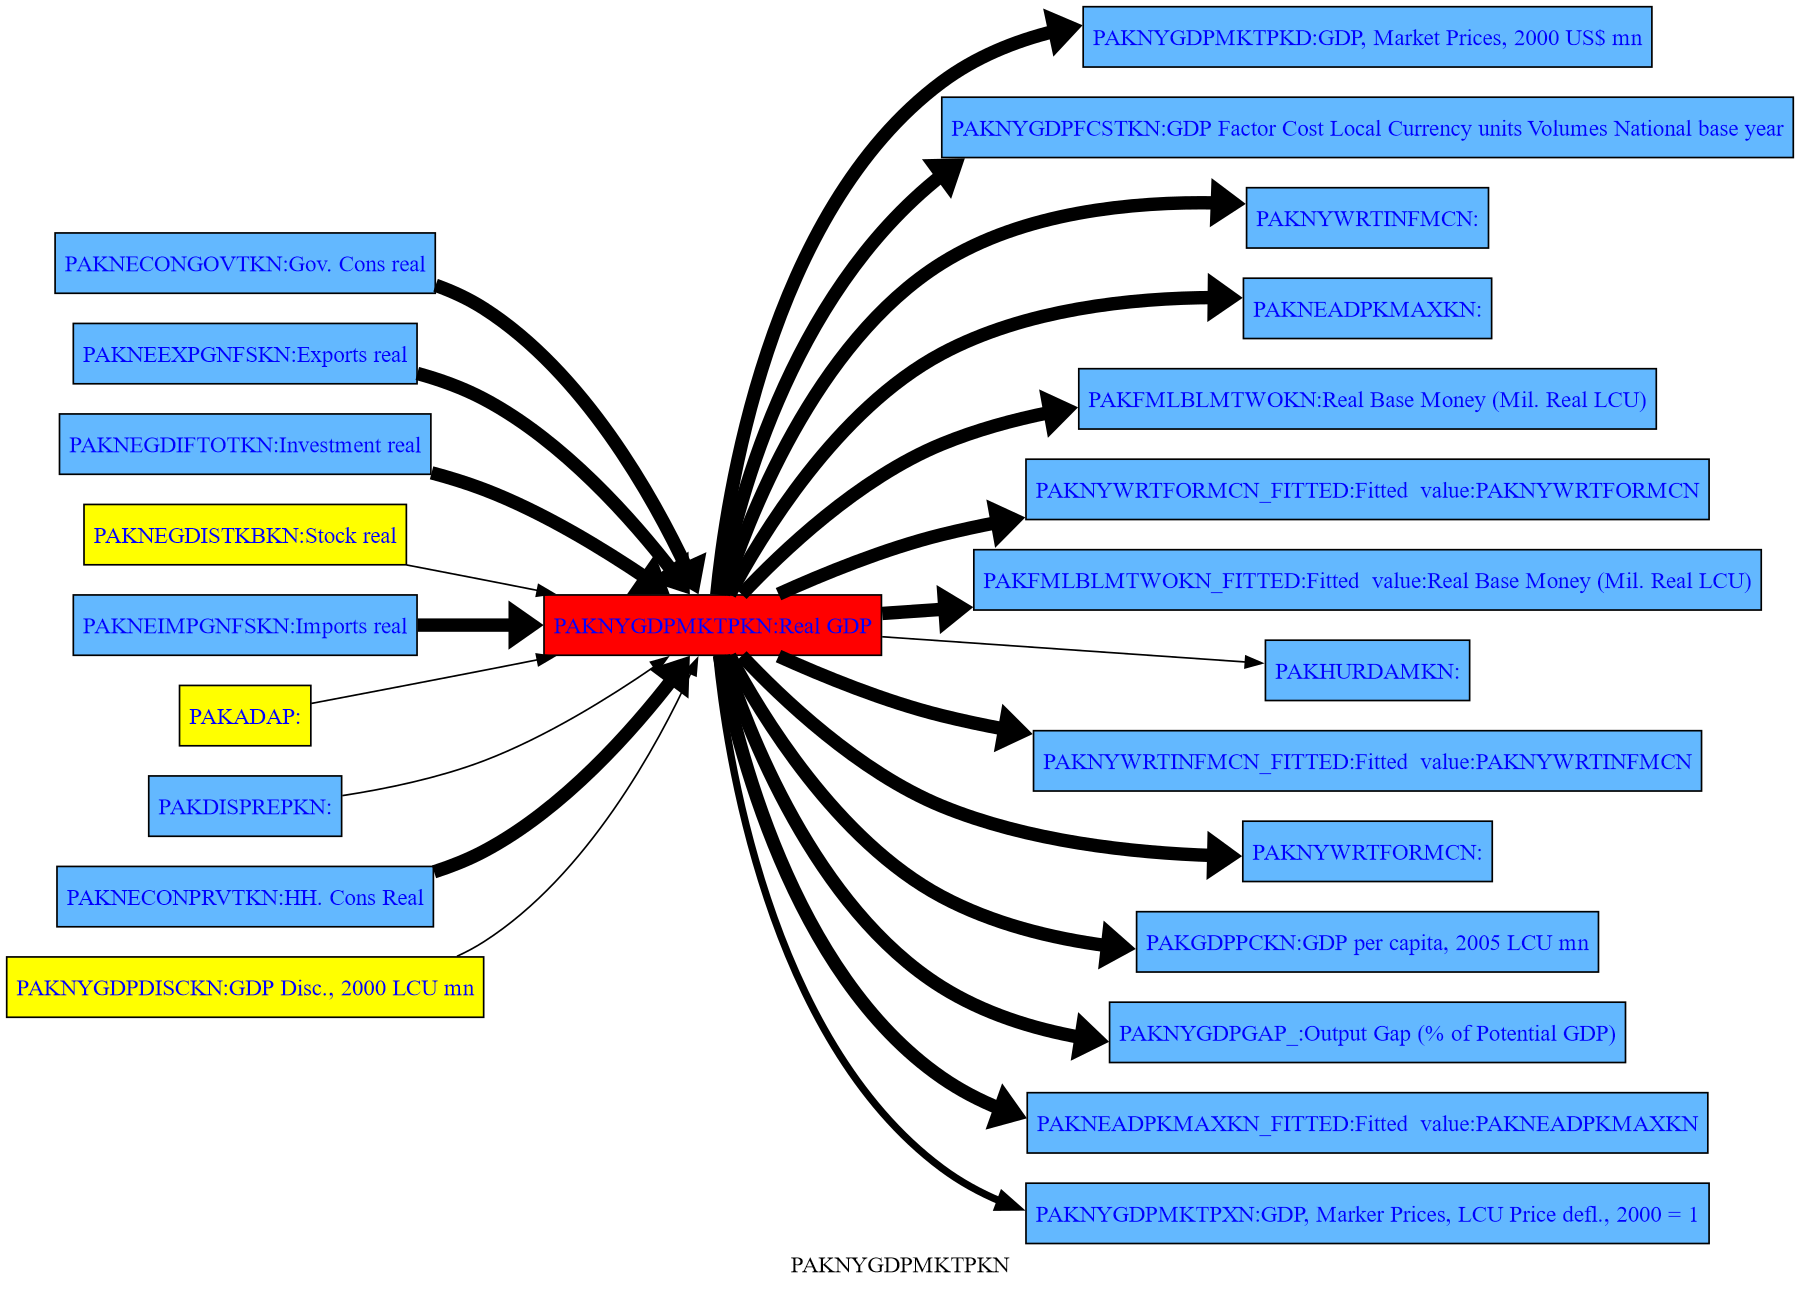 PAKNECONGOVTKN:Gov. Cons real
PAKNEEXPGNFSKN:Exports real
PAKNEGDIFTOTKN:Investment real
PAKNEGDISTKBKN:Stock real
PAKNEIMPGNFSKN:Imports real
PAKADAP:
PAKDISPREPKN:
PAKNECONPRVTKN:HH. Cons Real
PAKNYGDPDISCKN:GDP Disc., 2000 LCU mn
PAKNYGDPMKTPKN:Real GDP
PAKNYGDPMKTPKD:GDP, Market Prices, 2000 US$ mn
PAKNYGDPFCSTKN:GDP Factor Cost Local Currency units Volumes National base year
PAKNYWRTINFMCN:
PAKNEADPKMAXKN:
PAKFMLBLMTWOKN:Real Base Money (Mil. Real LCU)
PAKNYWRTFORMCN_FITTED:Fitted  value:PAKNYWRTFORMCN
PAKFMLBLMTWOKN_FITTED:Fitted  value:Real Base Money (Mil. Real LCU)
PAKHURDAMKN:
PAKNYWRTINFMCN_FITTED:Fitted  value:PAKNYWRTINFMCN
PAKNYWRTFORMCN:
PAKGDPPCKN:GDP per capita, 2005 LCU mn
PAKNYGDPGAP_:Output Gap (% of Potential GDP)
PAKNEADPKMAXKN_FITTED:Fitted  value:PAKNEADPKMAXKN
PAKNYGDPMKTPXN:GDP, Marker Prices, LCU Price defl., 2000 = 1
PAKNYGDPMKTPKN